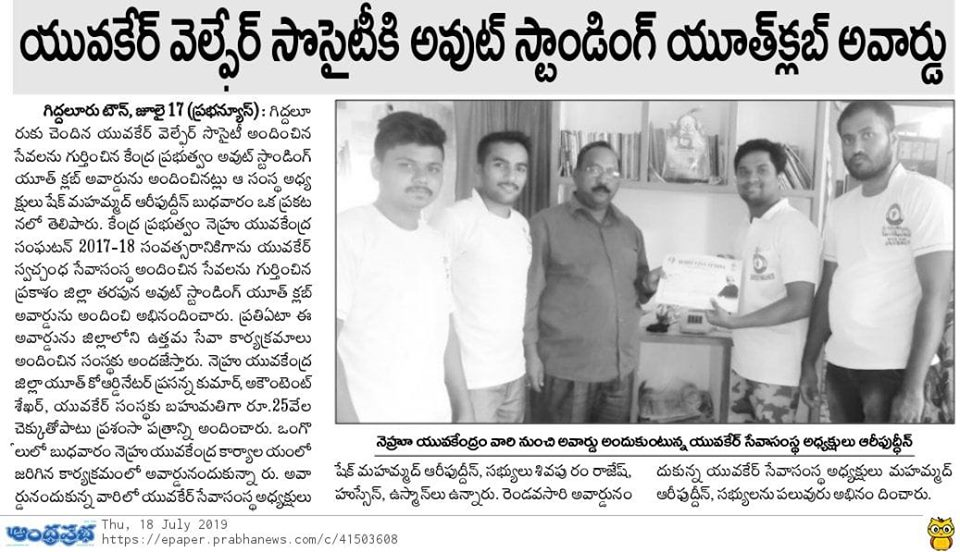 యువకేర్ వెల్ఫేర్ సొసైటీకి అవుట్ స్టాండింగ్ యూత్‌క్లబ్ అవార్డు
గిద్దలూరు టౌన్, జూలై 17 (ప్రభన్యూస్) : గిద్దలూ
రుకు చెందిన యువకేర్ వెల్ఫేర్ సొసైటీ అందించిన
సేవలను గుర్తించిన కేంద్ర ప్రభుత్వం అవుట్ స్టాండింగ్
యూత్ క్లబ్ అవార్డును అందించినట్లు ఆ సంస్థ అధ్య
క్షులు షేక్ మహమ్మద్ ఆరీఫుద్దీన్ బుధవారం ఒక ప్రకట
నలో తెలిపారు. కేంద్ర ప్రభుత్వం నెహ్రు యువకేంద్ర
సంఘటన్ 2017-18 సంవత్సరానికిగాను యువకేర్
స్వచ్ఛంధ సేవాసంస్థ అందించిన సేవలను గుర్తించిన
ప్రకాశం జిల్లా తరపున అవుట్ స్టాండింగ్ యూత్ క్లబ్
అవార్డును అందించి అభినందించారు. ప్రతిఏటా ఈ
అవార్డును జిల్లాలోని ఉత్తమ సేవా కార్యక్రమాలు
అందించిన సంస్థకు అందజేస్తారు. నెహ్రు యువకేంద్ర
జిల్లాయూత్ కోఆర్డినేటర్ ప్రసన్న కుమార్, అకౌంటెంట్
శేఖర్, యువకేర్ సంస్థకు బహుమతిగా రూ.25వేల
చెక్కుతోపాటు ప్రశంసా పత్రాన్ని అందించారు. ఒంగొ
లులో బుధవారం నెహ్రు యువకేంద్ర కార్యాల యంలో
జరిగిన కార్యక్రమంలో అవార్డునందుకున్నా రు. అవా
ర్డునందుకున్న వారిలో యువకేర్ సేవాసంస్థ అధ్యక్షులు
నెహ్రూ యువకేంద్రం వారి నుంచి అవార్డు అందుకుంటున్న యువకేర్ సేవాసంస్థ అధ్యక్షులు ఆరీఫుద్ధీన్
షేక్ మహమ్మద్ ఆరీఫుద్దీన్, సభ్యులు శివపు రం రాజేష్,
హుస్సేన్, ఉస్మాన్‌లు ఉన్నారు. రెండవసారి అవార్డునం
దుకున్న యువకేర్ సేవాసంస్థ అధ్యక్షులు మహమ్మద్
ఆరీఫుద్దీన్, సభ్యులను పలువురు అభినం దించారు.
ఆంధ్రప్రభ
Thu, 18 July 2019
https://epaper.prabhanews.com/c/41503608